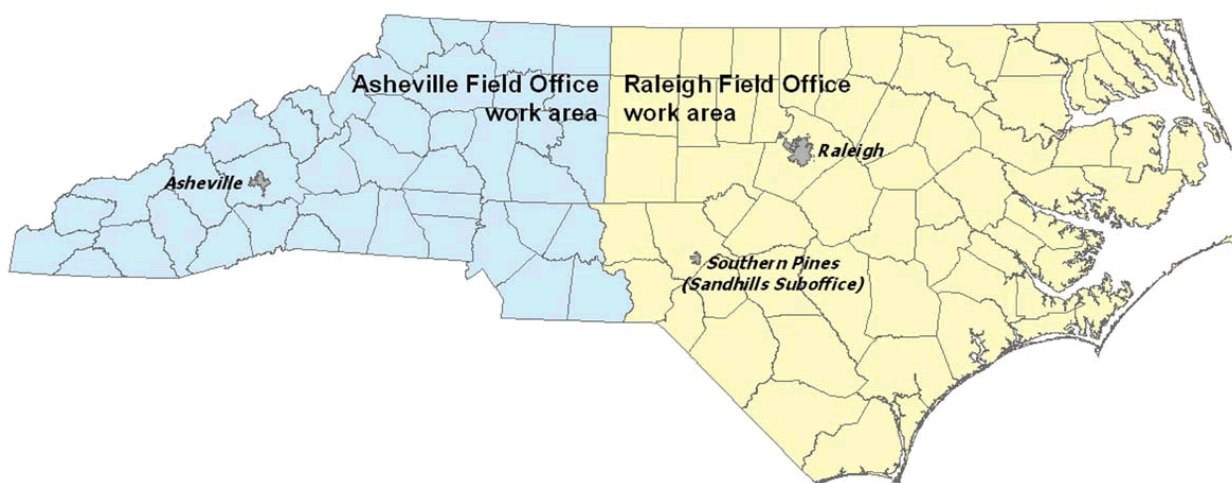 Asheville Field Office
work area
Raleigh Field Office
work area
Raleigh
Asheville
Southern Pines
(Sandhills Suboffice)